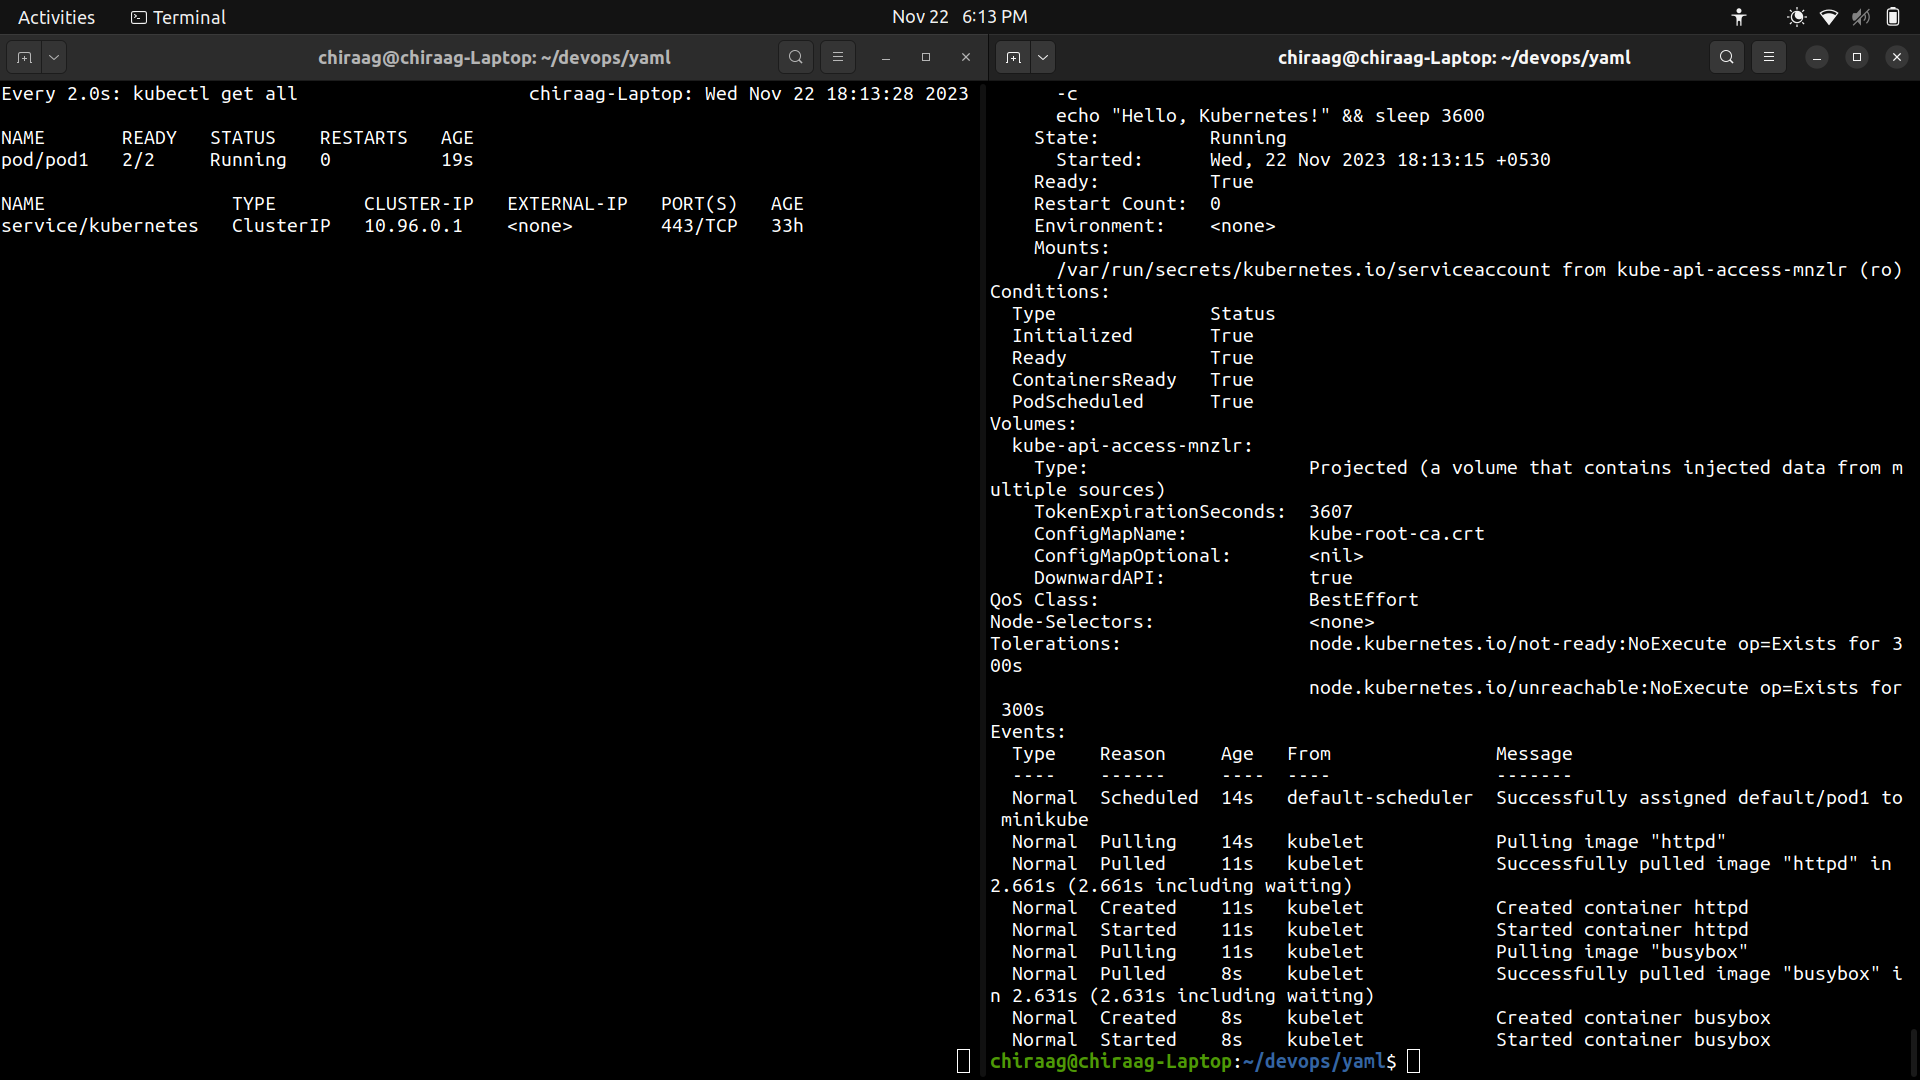 Activities Terminal Nov 22 6:13 PM
chiraag@chiraag-Laptop: ~/devops/yaml
Every 2.0s: kubectl get all chiraag-Laptop: Wed Nov 22 18:13:28 2023
NAME READY STATUS RESTARTS AGE
pod/pod1 2/2 Running 0 19s
NAME TYPE CLUSTER-IP EXTERNAL-IP PORT(S) AGE
service/kubernetes ClusterIP 10.96.0.1 <none> 443/TCP 33h
chiraag@chiraag-Laptop: ~/devops/yaml
-c
echo "Hello, Kubernetes!" && sleep 3600
State: Running
Started: Wed, 22 Nov 2023 18:13:15 +0530
Ready: True
Restart Count: 0
Environment: <none>
Mounts:
/var/run/secrets/kubernetes.io/serviceaccount from kube-api-access-mnzlr (ro)
Conditions:
Type Status
Initialized True
Ready True
ContainersReady True
PodScheduled True
Volumes:
kube-api-access-mnzlr:
Type: Projected (a volume that contains injected data from m
ultiple sources)
TokenExpirationSeconds: 3607
ConfigMapName: kube-root-ca.crt
ConfigMapOptional: <nil>
DownwardAPI: true
QoS Class: BestEffort
Node-Selectors: <none>
Tolerations: node.kubernetes.io/not-ready:NoExecute op=Exists for 3
00s
node.kubernetes.io/unreachable:NoExecute op=Exists for
300s
Events:
Type Reason Age From Message
---- ------ ---- ---- -------
Normal Scheduled 14s default-scheduler Successfully assigned default/pod1 to
minikube
Normal Pulling 14s kubelet Pulling image "httpd"
Normal Pulled 11s kubelet Successfully pulled image "httpd" in
2.661s (2.661s including waiting)
Normal Created 11s kubelet Created container httpd
Normal Started 11s kubelet Started container httpd
Normal Pulling 11s kubelet Pulling image "busybox"
Normal Pulled 8s kubelet Successfully pulled image "busybox" i
n 2.631s (2.631s including waiting)
Normal Created 8s kubelet Created container busybox
Normal Started 8s kubelet Started container busybox
chiraag@chiraag-Laptop:~/devops/yaml$